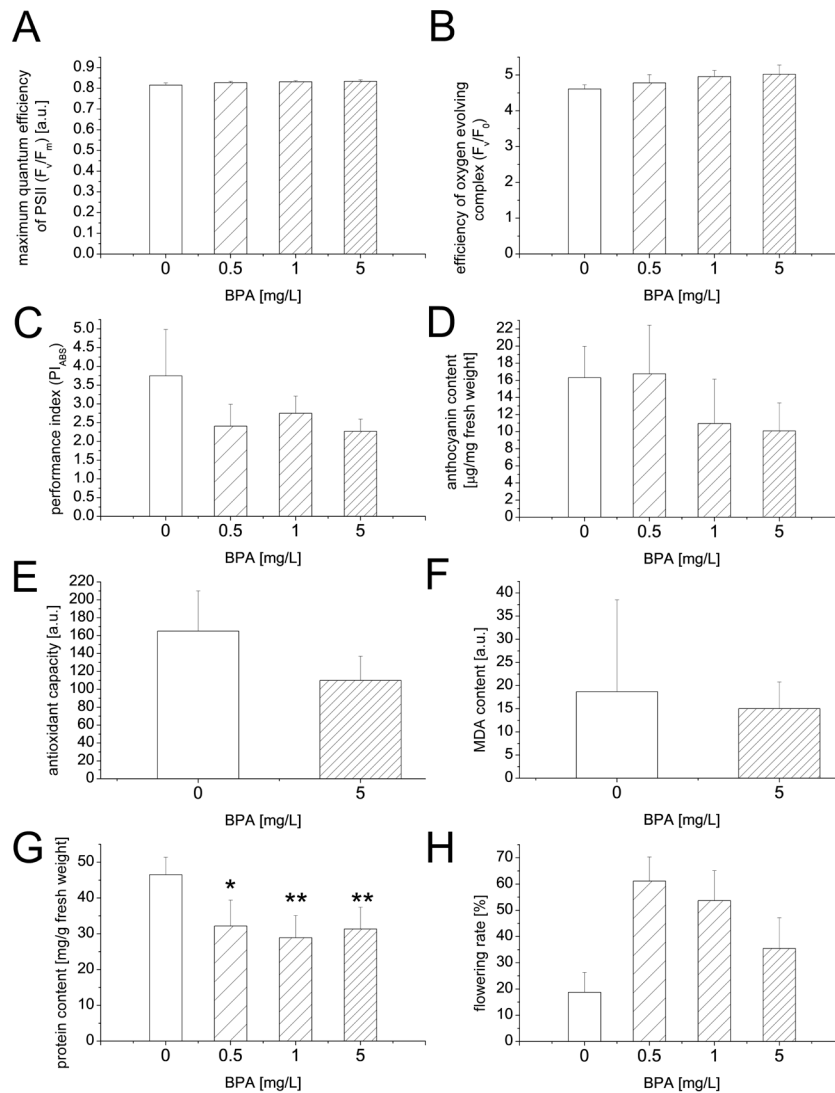 A
maximum quantum efficiency
of PSII (Fv/Fm) [a.u.]
0.9
0.8
0.7
0.6
0.5
0.4
0.3
0.2
0.1
0.0
0 0.5 1 5
BPA [mg/L]
B
efficiency of oxygen evolving
complex (Fv/F0)
5
4
3
2
1
0
0 0.5 1 5
BPA [mg/L]
C
performance index (PIABS)
5.0
4.5
4.0
3.5
3.0
2.5
2.0
1.5
1.0
0.5
0.0
0 0.5 1 5
BPA [mg/L]
D
anthocyanin content
[µg/mg fresh weight]
22
20
18
16
14
12
10
8
6
4
2
0
0 0.5 1 5
BPA [mg/L]
E
antioxidant capacity [a.u.]
220
200
180
160
140
120
100
80
60
40
20
0
0 5
BPA [mg/L]
F
MDA content [a.u.]
40
35
30
25
20
15
10
5
0
0 5
BPA [mg/L]
G
protein content [mg/g fresh weight]
50
40
30
20
10
0
* ** **
0 0.5 1 5
BPA [mg/L]
H
flowering rate [%]
70
60
50
40
30
20
10
0
0 0.5 1 5
BPA [mg/L]